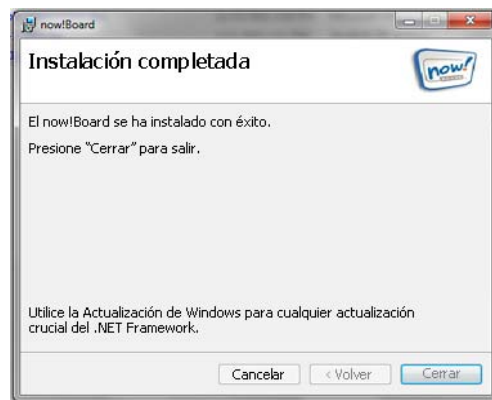 now!Board
Instalación completada
now!
El now!Board se ha instalado con éxito.
Presione "Cerrar" para salir.
Utilice la Actualización de Windows para cualquier actualización
crucial del .NET Framework.
Cancelar < Volver Cerrar